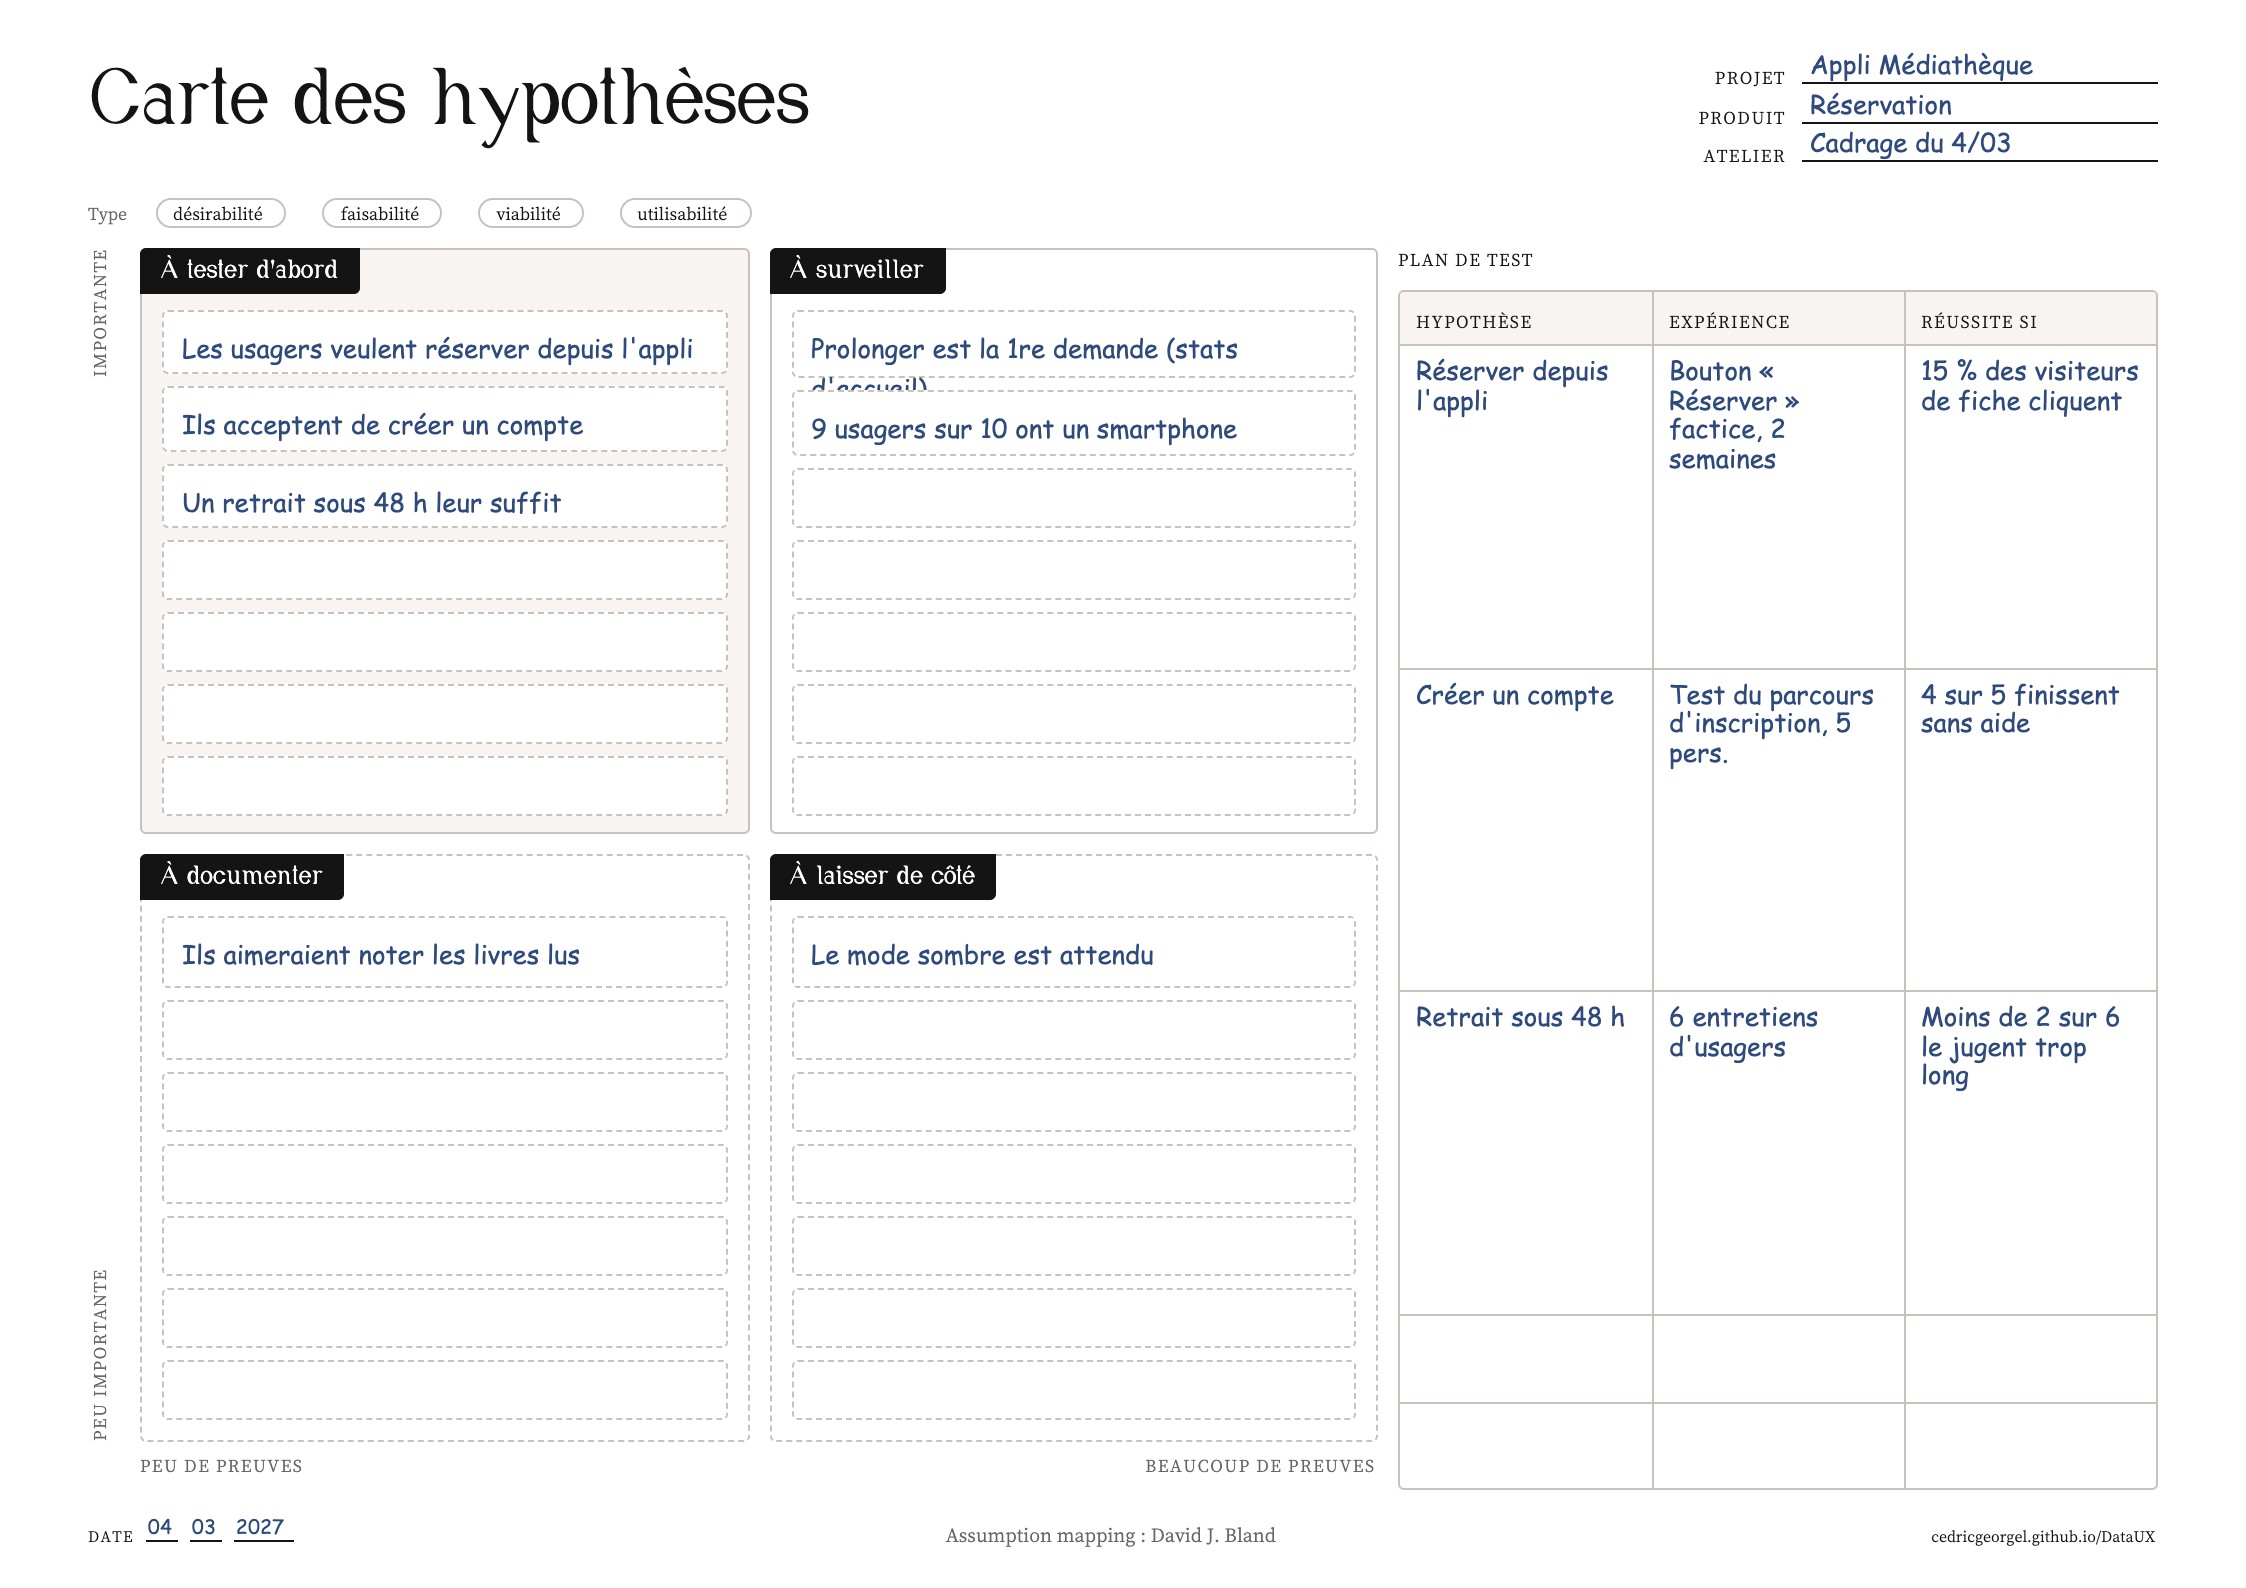 Carte des hypothèses
PROJET Appli Médiathèque
PRODUIT Réservation
ATELIER Cadrage du 4/03
Type désirabilité faisabilité viabilité utilisabilité
IMPORTANTE
À tester d'abord
Les usagers veulent réserver depuis l'appli
Ils acceptent de créer un compte
Un retrait sous 48 h leur suffit
À surveiller
Prolonger est la 1re demande (stats
d'accueil)
9 usagers sur 10 ont un smartphone
PEU IMPORTANTE
À documenter
Ils aimeraient noter les livres lus
À laisser de côté
Le mode sombre est attendu
PEU DE PREUVES
BEAUCOUP DE PREUVES
PLAN DE TEST
HYPOTHÈSE EXPÉRIENCE RÉUSSITE SI
Réserver depuis
l'appli
Bouton «
Réserver »
factice, 2
semaines
15 % des visiteurs
de fiche cliquent
Créer un compte
Test du parcours
d'inscription, 5
pers.
4 sur 5 finissent
sans aide
Retrait sous 48 h
6 entretiens
d'usagers
Moins de 2 sur 6
le jugent trop
long
DATE 04 03 2027
Assumption mapping : David J. Bland
cedricgeorgel.github.io/DataUX